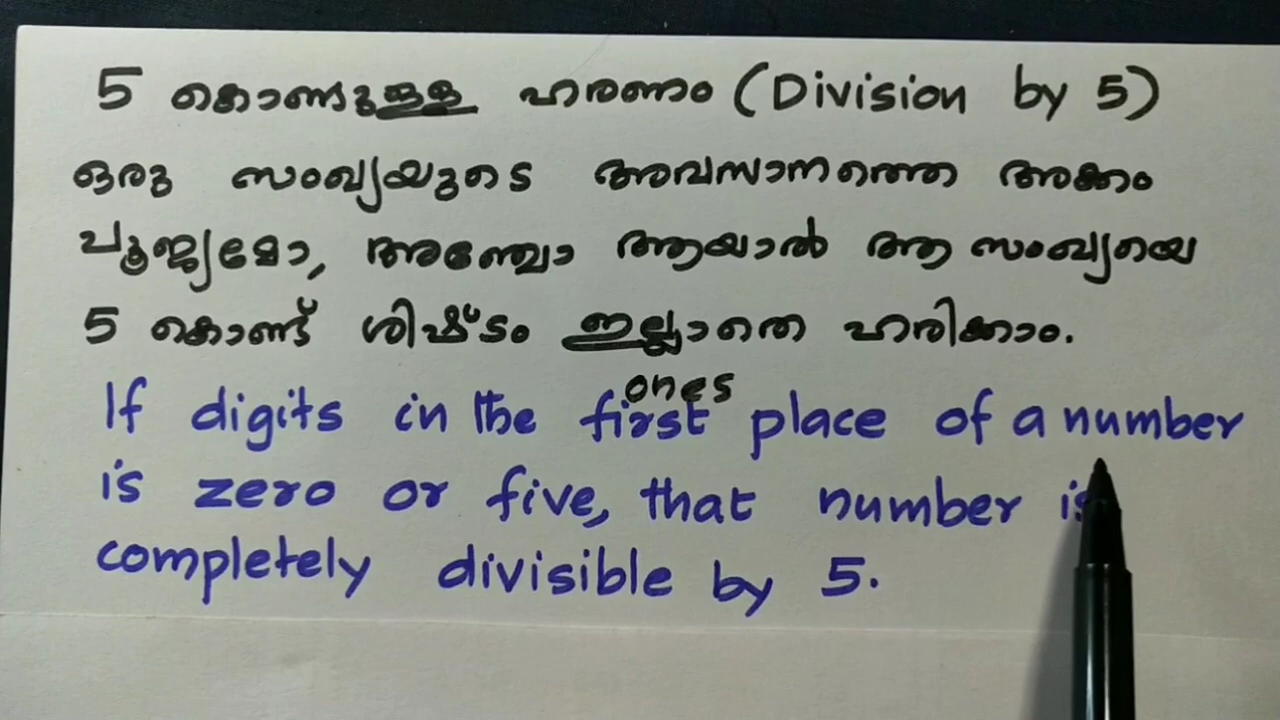 5 കൊണ്ടുള്ള ഹരണം (Division by 5)
ഒരു സംഖ്യയുടെ അവസാനത്തെ അക്കം
പൂജ്യമോ, അഞ്ചോ ആയാൽ ആ സംഖ്യയെ
5 കൊണ്ട് ശിഷ്ടം ഇല്ലാതെ ഹരിക്കാം.
ones
If digits in the first place of a number
is zero or five, that number is
completely divisible by 5.